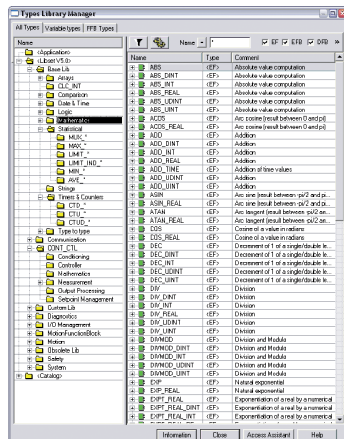 Types Library Manager
All Types Variable types FFB Types
Name
<Application>
<Libset V5.0>
Base Lib
Arrays
CLC_INT
Comparison
Date & Time
Logic
Mathematics
Statistical
MUX_*
MAX_*
LIMIT_*
LIMIT_IND_*
MIN_*
AVE_*
Strings
Timers & Counters
CTD_*
CTU_*
CTUD_*
Type to type
Communication
CONT_CTL
Conditioning
Controller
Mathematics
Measurement
Output Processing
Setpoint Management
Custom Lib
Diagnostics
I/O Management
MotionFunctionBlock
Motion
Obsolete Lib
Safety
System
<Catalog>
Name * EF EFB DFB
Name Type Comment
ABS <EF> Absolute value computation
ABS_DINT <EF> Absolute value computation
ABS_INT <EF> Absolute value computation
ABS_REAL <EF> Absolute value computation
ABS_UDINT <EF> Absolute value computation
ABS_UINT <EF> Absolute value computation
ACOS <EF> Arc cosine (result between 0 and pi)
ACOS_REAL <EF> Arc cosine (result between 0 and pi)
ADD <EF> Addition
ADD_DINT <EF> Addition
ADD_INT <EF> Addition
ADD_REAL <EF> Addition
ADD_TIME <EF> Addition of time values
ADD_UDINT <EF> Addition
ADD_UINT <EF> Addition
ASIN <EF> Arc sine (result between -pi/2 and pi...
ASIN_REAL <EF> Arc sine (result between -pi/2 and pi...
ATAN <EF> Arc tangent (result between -pi/2 an...
ATAN_REAL <EF> Arc tangent (result between -pi/2 an...
COS <EF> Cosine of a value in radians
COS_REAL <EF> Cosine of a value in radians
DEC <EF> Decrement of 1 of a single/double le...
DEC_DINT <EF> Decrement of 1 of a single/double le...
DEC_INT <EF> Decrement of 1 of a single/double le...
DEC_UDINT <EF> Decrement of 1 of a single/double le...
DEC_UINT <EF> Decrement of 1 of a single/double le...
DIV <EF> Division
DIV_DINT <EF> Division
DIV_INT <EF> Division
DIV_REAL <EF> Division
DIV_UDINT <EF> Division
DIV_UINT <EF> Division
DIVMOD <EF> Division and Modulo
DIVMOD_DINT <EF> Division and Modulo
DIVMOD_INT <EF> Division and Modulo
DIVMOD_UDINT <EF> Division and Modulo
DIVMOD_UINT <EF> Division and Modulo
EXP <EF> Natural exponential
EXP_REAL <EF> Natural exponential
EXPT_REAL <EF> Exponentiation of a real by a numerical
EXPT_REAL_DINT <EF> Exponentiation of a real by a numerical
EXPT_REAL_INT <EF> Exponentiation of a real by a numerical
Information Close Access Assistant Help